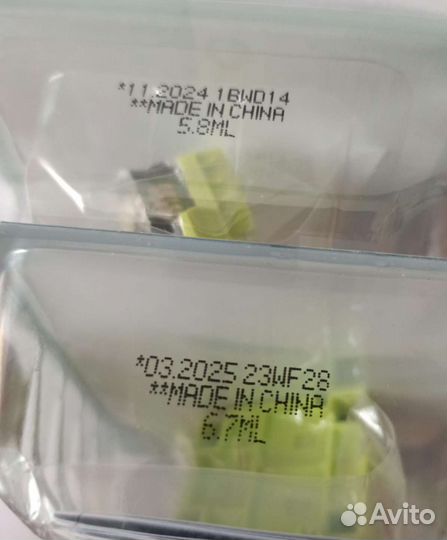 *11.2024 1BWD14
**MADE IN CHINA
5.8ML
*03.2025 23WF28
**MADE IN CHINA
6.7ML
Avito